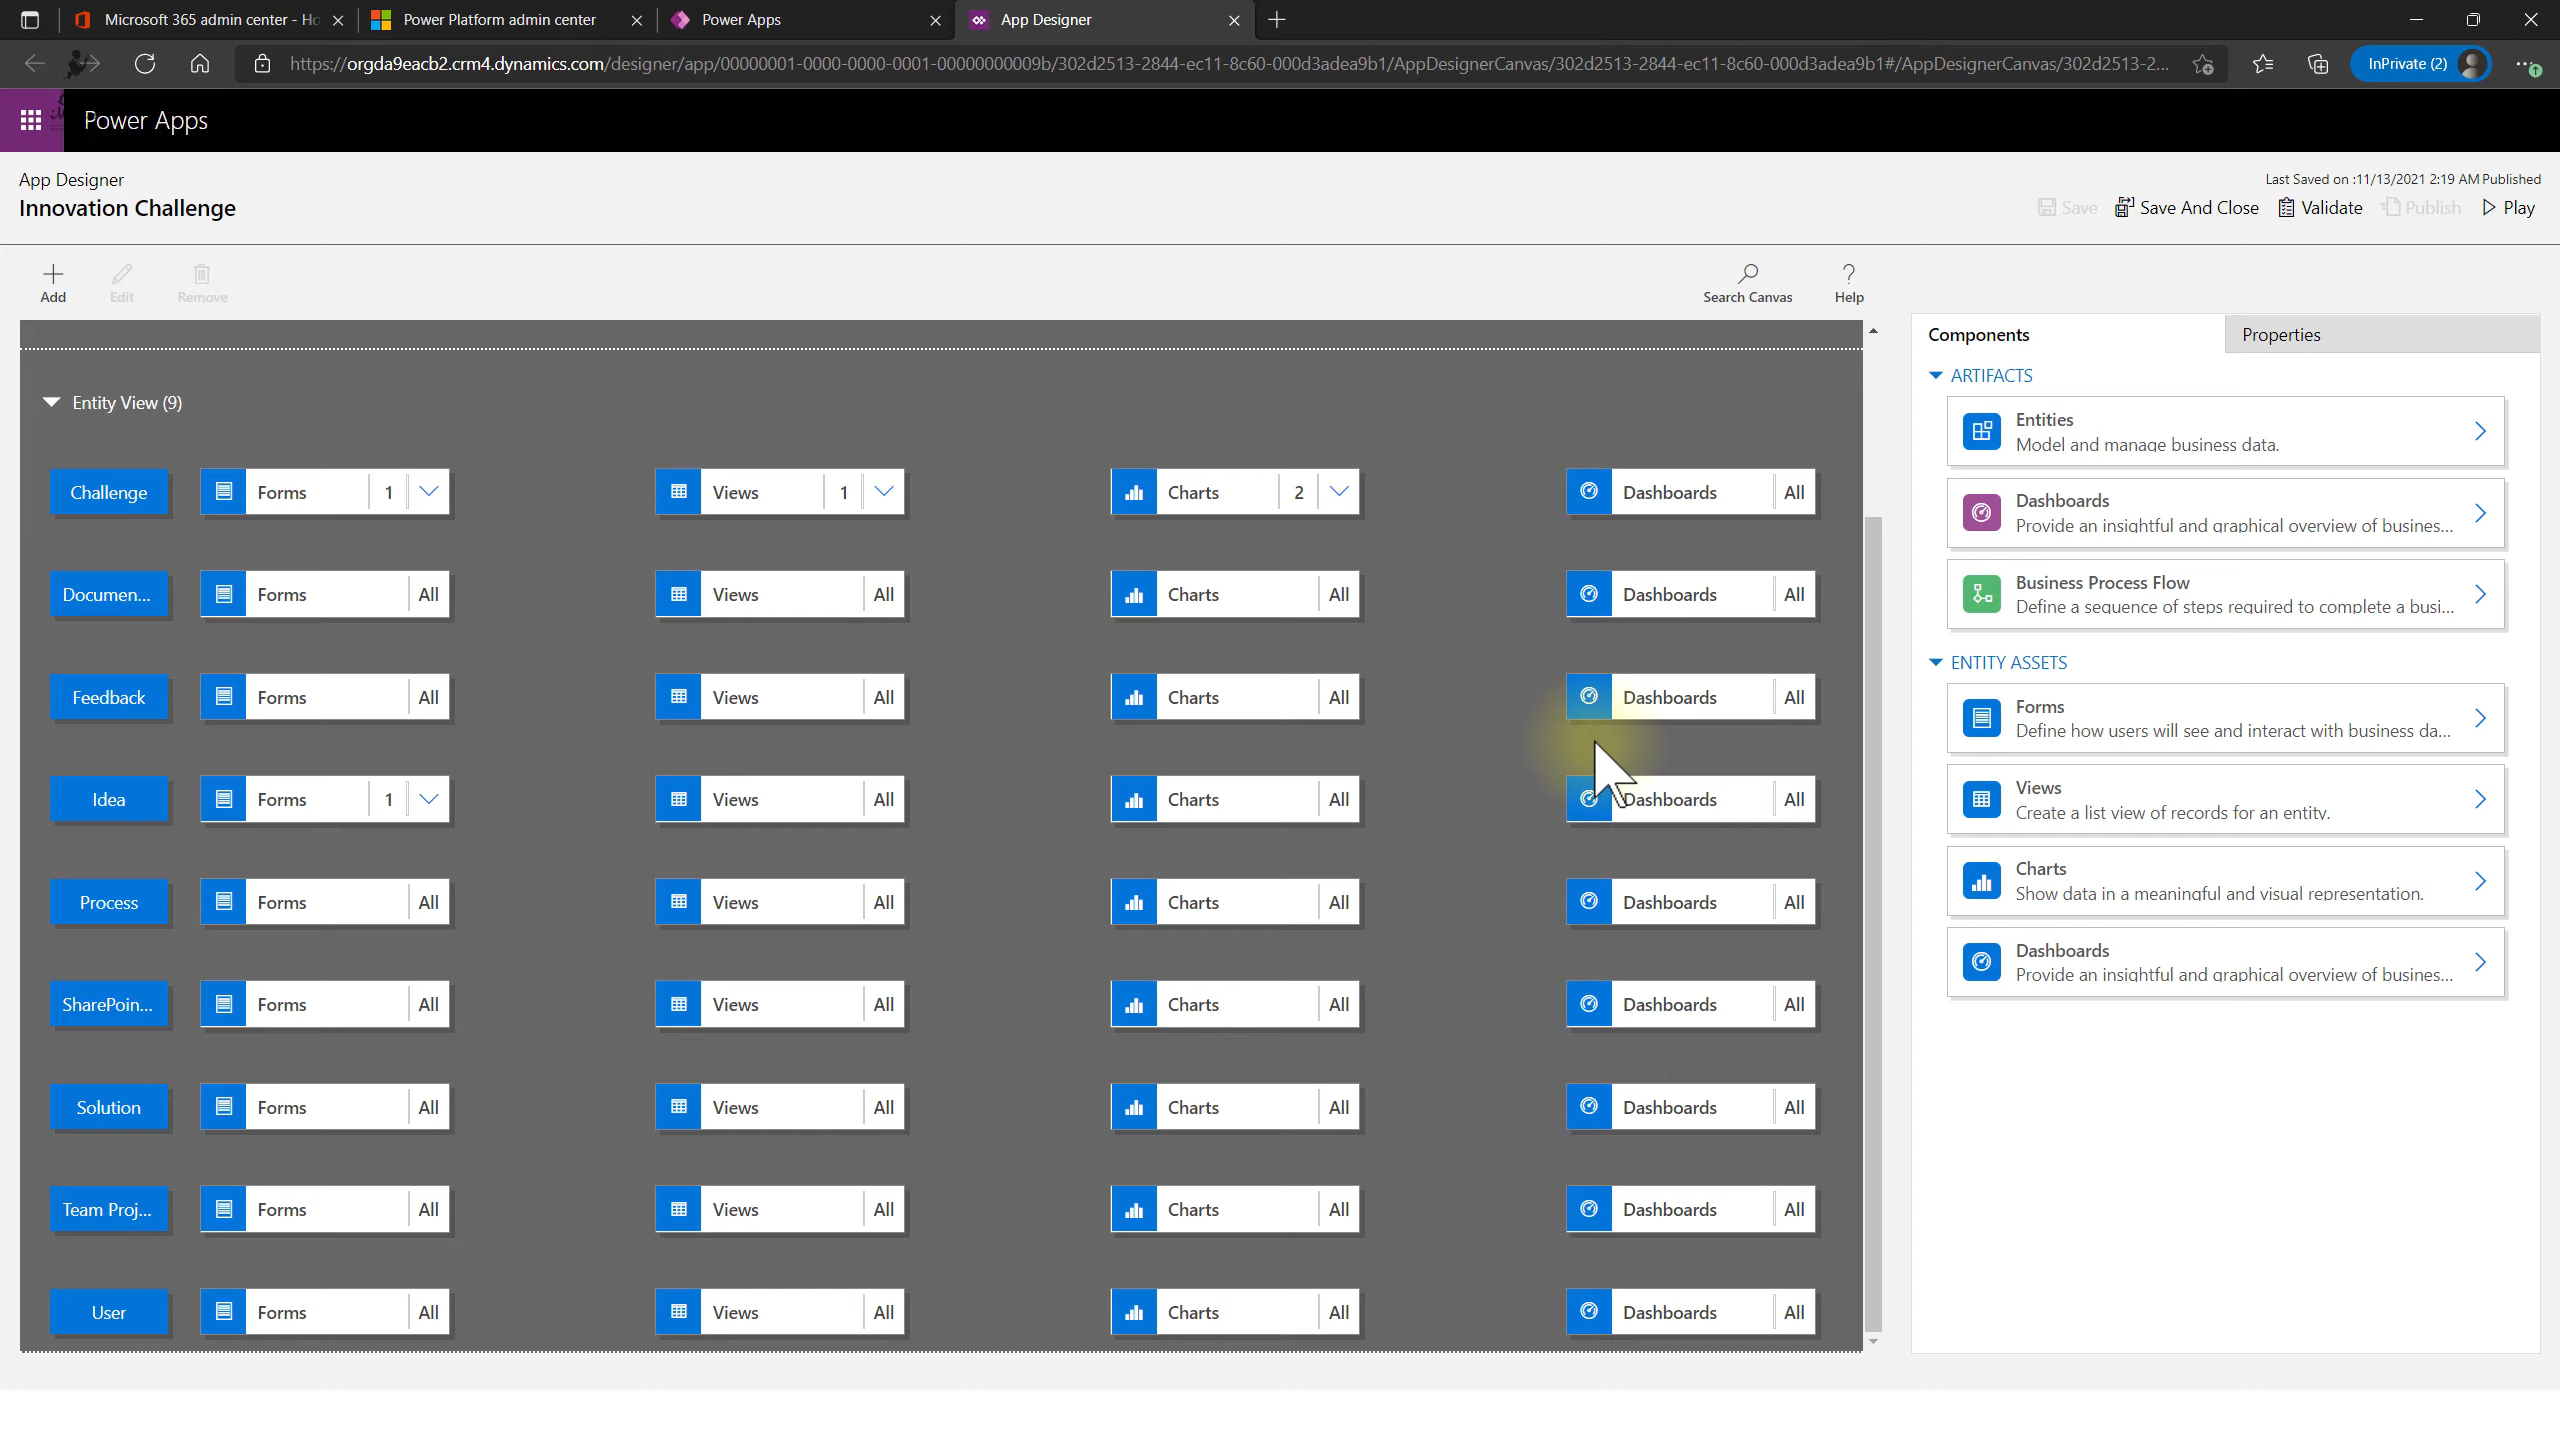 Microsoft 365 admin center - Ho
Power Platform admin center
Power Apps
App Designer
https://orgda9eacb2.crm4.dynamics.com/designer/app/00000001-0000-0000-0001-00000000009b/302d2513-2844-ec11-8c60-000d3adea9b1/AppDesignerCanvas/302d2513-2844-ec11-8c60-000d3adea9b1#/AppDesignerCanvas/302d2513-2...
InPrivate (2)
Power Apps
App Designer
Innovation Challenge
Last Saved on :11/13/2021 2:19 AM Published
Save
Save And Close
Validate
Publish
Play
Add
Edit
Remove
Search Canvas
Help
Entity View (9)
Challenge Forms 1 Views 1 Charts 2 Dashboards All
Documen... Forms All Views All Charts All Dashboards All
Feedback Forms All Views All Charts All Dashboards All
Idea Forms 1 Views All Charts All Dashboards All
Process Forms All Views All Charts All Dashboards All
SharePoin... Forms All Views All Charts All Dashboards All
Solution Forms All Views All Charts All Dashboards All
Team Proj... Forms All Views All Charts All Dashboards All
User Forms All Views All Charts All Dashboards All
Components
Properties
ARTIFACTS
Entities
Model and manage business data.
Dashboards
Provide an insightful and graphical overview of busines...
Business Process Flow
Define a sequence of steps required to complete a busi...
ENTITY ASSETS
Forms
Define how users will see and interact with business da...
Views
Create a list view of records for an entity.
Charts
Show data in a meaningful and visual representation.
Dashboards
Provide an insightful and graphical overview of busines...